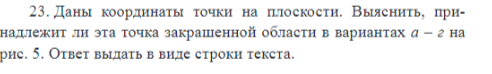 23. Даны координаты точки на плоскости. Выяснить, при-
надлежит ли эта точка закрашенной области в вариантах а – г на
рис. 5. Ответ выдать в виде строки текста.